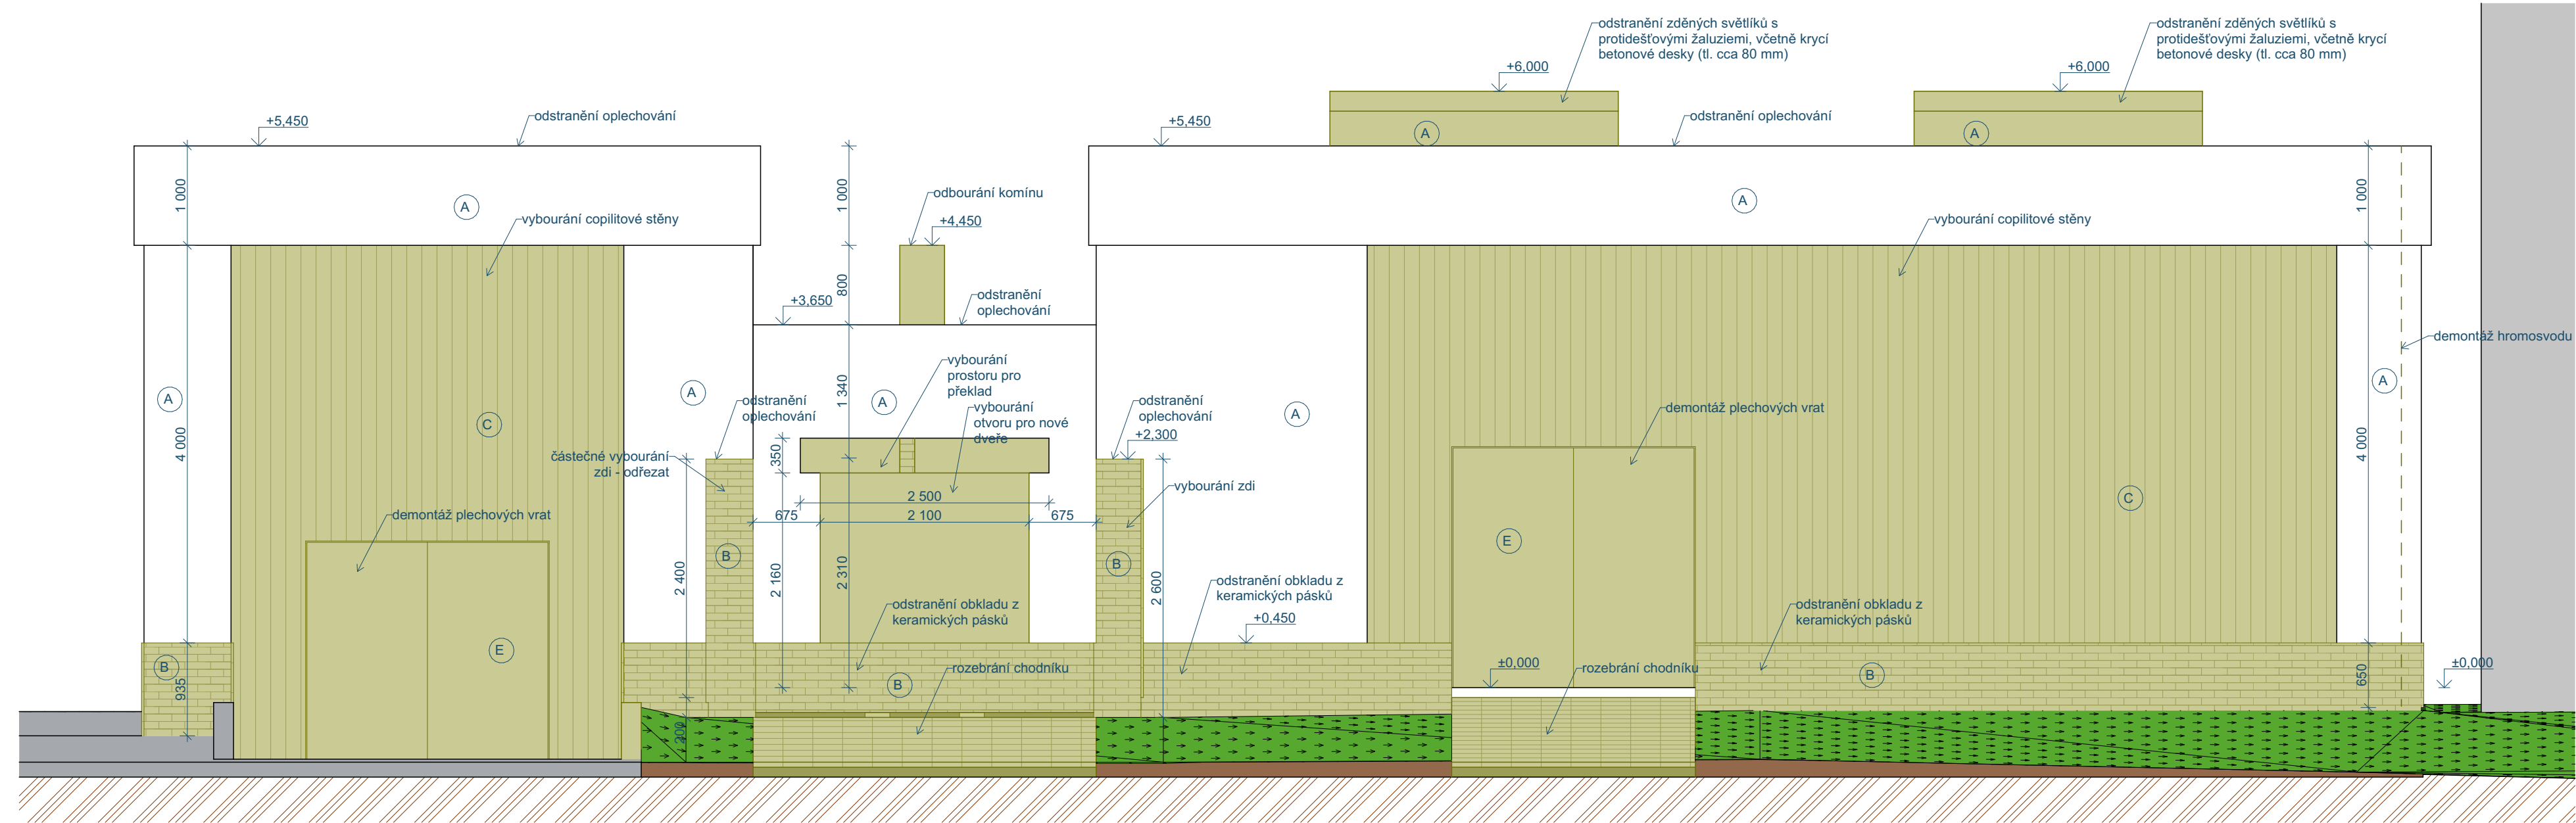 odstranění zděných světlíků s
protidešťovými žaluziemi, včetně krycí
betonové desky (tl. cca 80 mm)
odstranění zděných světlíků s
protidešťovými žaluziemi, včetně krycí
betonové desky (tl. cca 80 mm)
+6,000
+6,000
+5,450
odstranění oplechování
+5,450
odstranění oplechování
A
A
1 000
A
vybourání copilitové stěny
1 000
odbourání komínu
+4,450
A
vybourání copilitové stěny
1 000
+3,650
800
odstranění
oplechování
demontáž hromosvodu
A
4 000
C
A
odstranění
oplechování
1 340
A
vybourání
prostoru pro
překlad
vybourání
otvoru pro nové
dveře
odstranění
oplechování
+2,300
A
demontáž plechových vrat
A
4 000
částečné vybourání
zdi - odřezat
350
2 500
675
2 100
675
vybourání zdi
C
demontáž plechových vrat
B
2 400
2 160
2 310
B
2 600
E
odstranění obkladu z
keramických pásků
odstranění obkladu z
keramických pásků
+0,450
odstranění obkladu z
keramických pásků
E
B
935
B
rozebrání chodníku
±0,000
rozebrání chodníku
B
650
±0,000
200